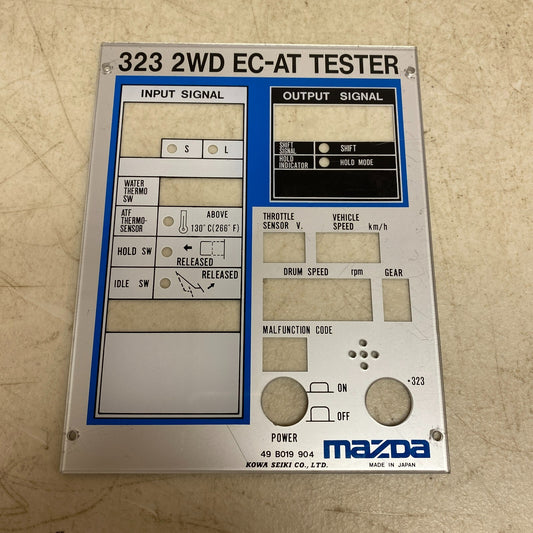 323 2WD EC-AT TESTER
INPUT SIGNAL
S L
WATER
THERMO
SW
ATF
THERMO-
SENSOR
ABOVE
130°C(266°F)
HOLD SW
RELEASED
IDLE SW
RELEASED
OUTPUT SIGNAL
SHIFT
SIGNAL
SHIFT
HOLD
INDICATOR
HOLD MODE
THROTTLE
SENSOR V.
VEHICLE
SPEED km/h
DRUM SPEED rpm
GEAR
MALFUNCTION CODE
ON
OFF
•323
POWER
49 B019 904
KOWA SEIKI CO., LTD.
mazda
MADE IN JAPAN